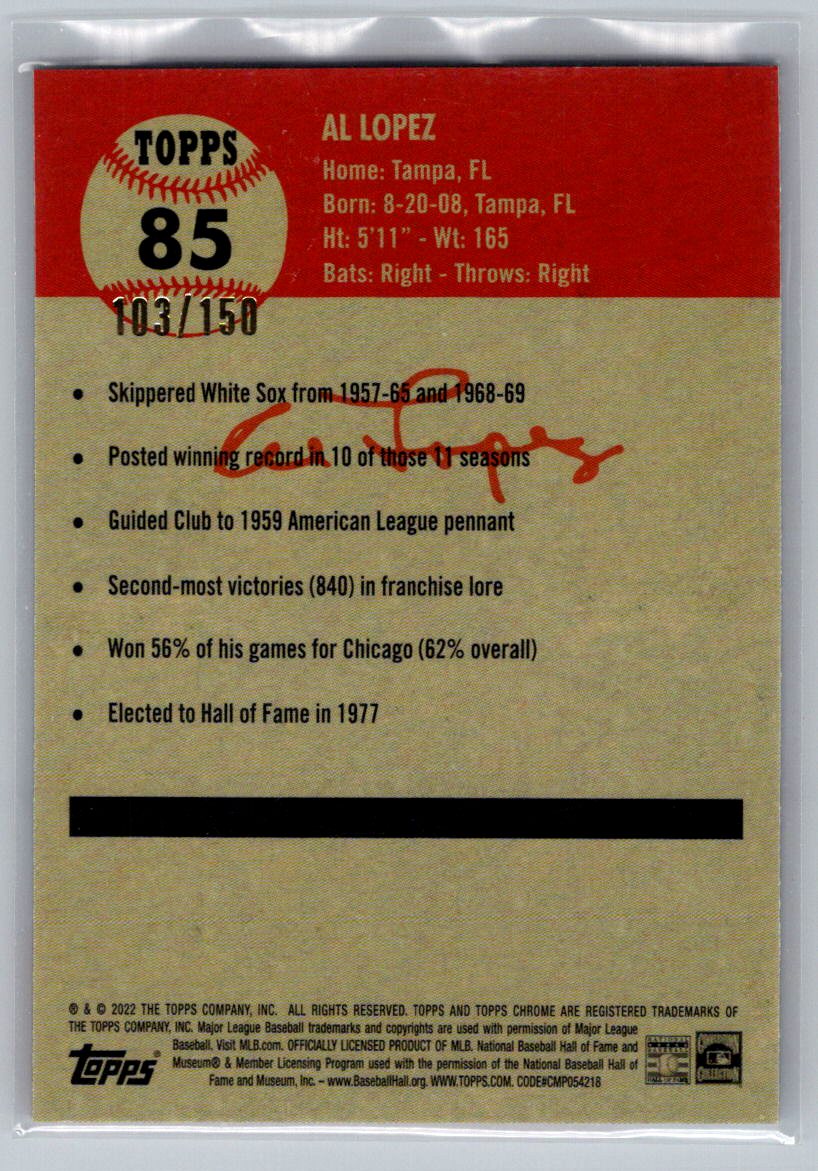 TOPPS
85
103/150
AL LOPEZ
Home: Tampa, FL
Born: 8-20-08, Tampa, FL
Ht: 5'11" - Wt: 165
Bats: Right - Throws: Right
• Skippered White Sox from 1957-65 and 1968-69
• Posted winning record in 10 of those 11 seasons
Al Lopez
• Guided Club to 1959 American League pennant
• Second-most victories (840) in franchise lore
• Won 56% of his games for Chicago (62% overall)
• Elected to Hall of Fame in 1977
® & © 2022 THE TOPPS COMPANY, INC. ALL RIGHTS RESERVED. TOPPS AND TOPPS CHROME ARE REGISTERED TRADEMARKS OF
THE TOPPS COMPANY, INC. Major League Baseball trademarks and copyrights are used with permission of Major League
Baseball. Visit MLB.com. OFFICIALLY LICENSED PRODUCT OF MLB. National Baseball Hall of Fame and
Museum® & Member Licensing Program used with the permission of the National Baseball Hall of
Fame and Museum, Inc. – www.BaseballHall.org. WWW.TOPPS.COM. CODE#CMP054218
topps
HALL OF FAME